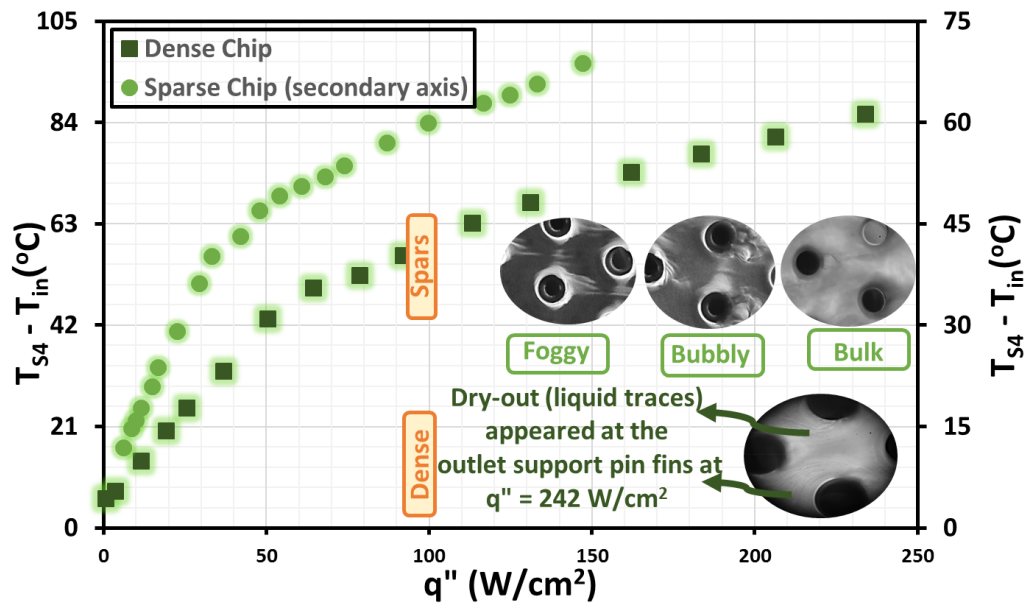 105
84
63
42
21
0
T_S4 - T_in(°C)
Dense Chip
Sparse Chip (secondary axis)
Spars
Foggy
Bubbly
Bulk
Dense
Dry-out (liquid traces)
appeared at the
outlet support pin fins at
q" = 242 W/cm²
75
60
45
30
15
0
T_S4 - T_in(°C)
0
50
100
150
200
250
q" (W/cm²)